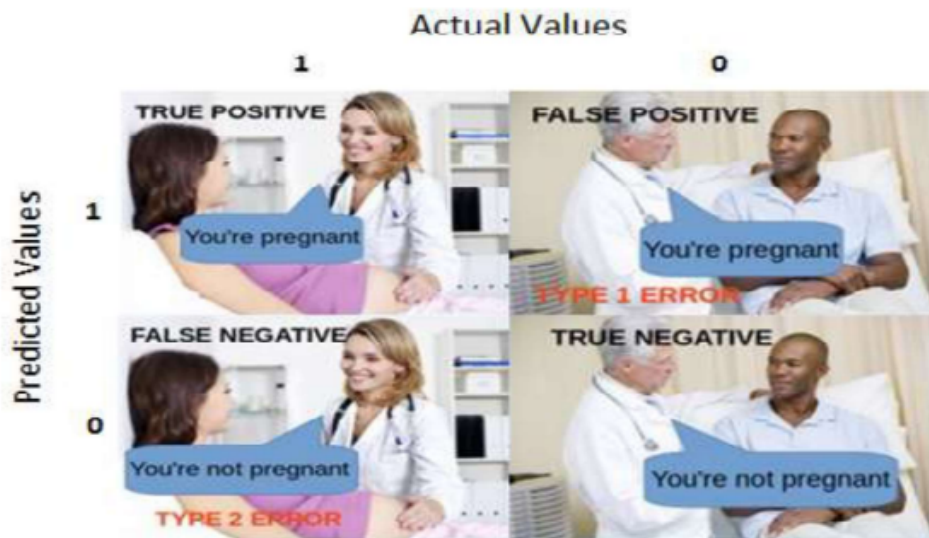 Actual Values
1 0
TRUE POSITIVE
You're pregnant
FALSE POSITIVE
You're pregnant
TYPE 1 ERROR
Predicted Values
1
FALSE NEGATIVE
You're not pregnant
TYPE 2 ERROR
TRUE NEGATIVE
You're not pregnant
0